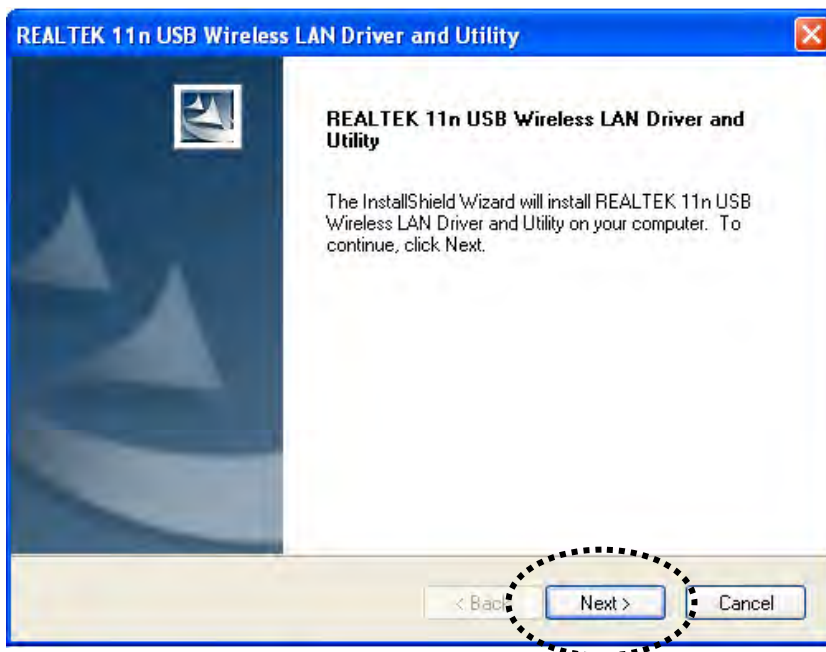 REALTEK 11n USB Wireless LAN Driver and Utility
REALTEK 11n USB Wireless LAN Driver and
Utility
The InstallShield Wizard will install REALTEK 11n USB
Wireless LAN Driver and Utility on your computer. To
continue, click Next.
< Back Next > Cancel